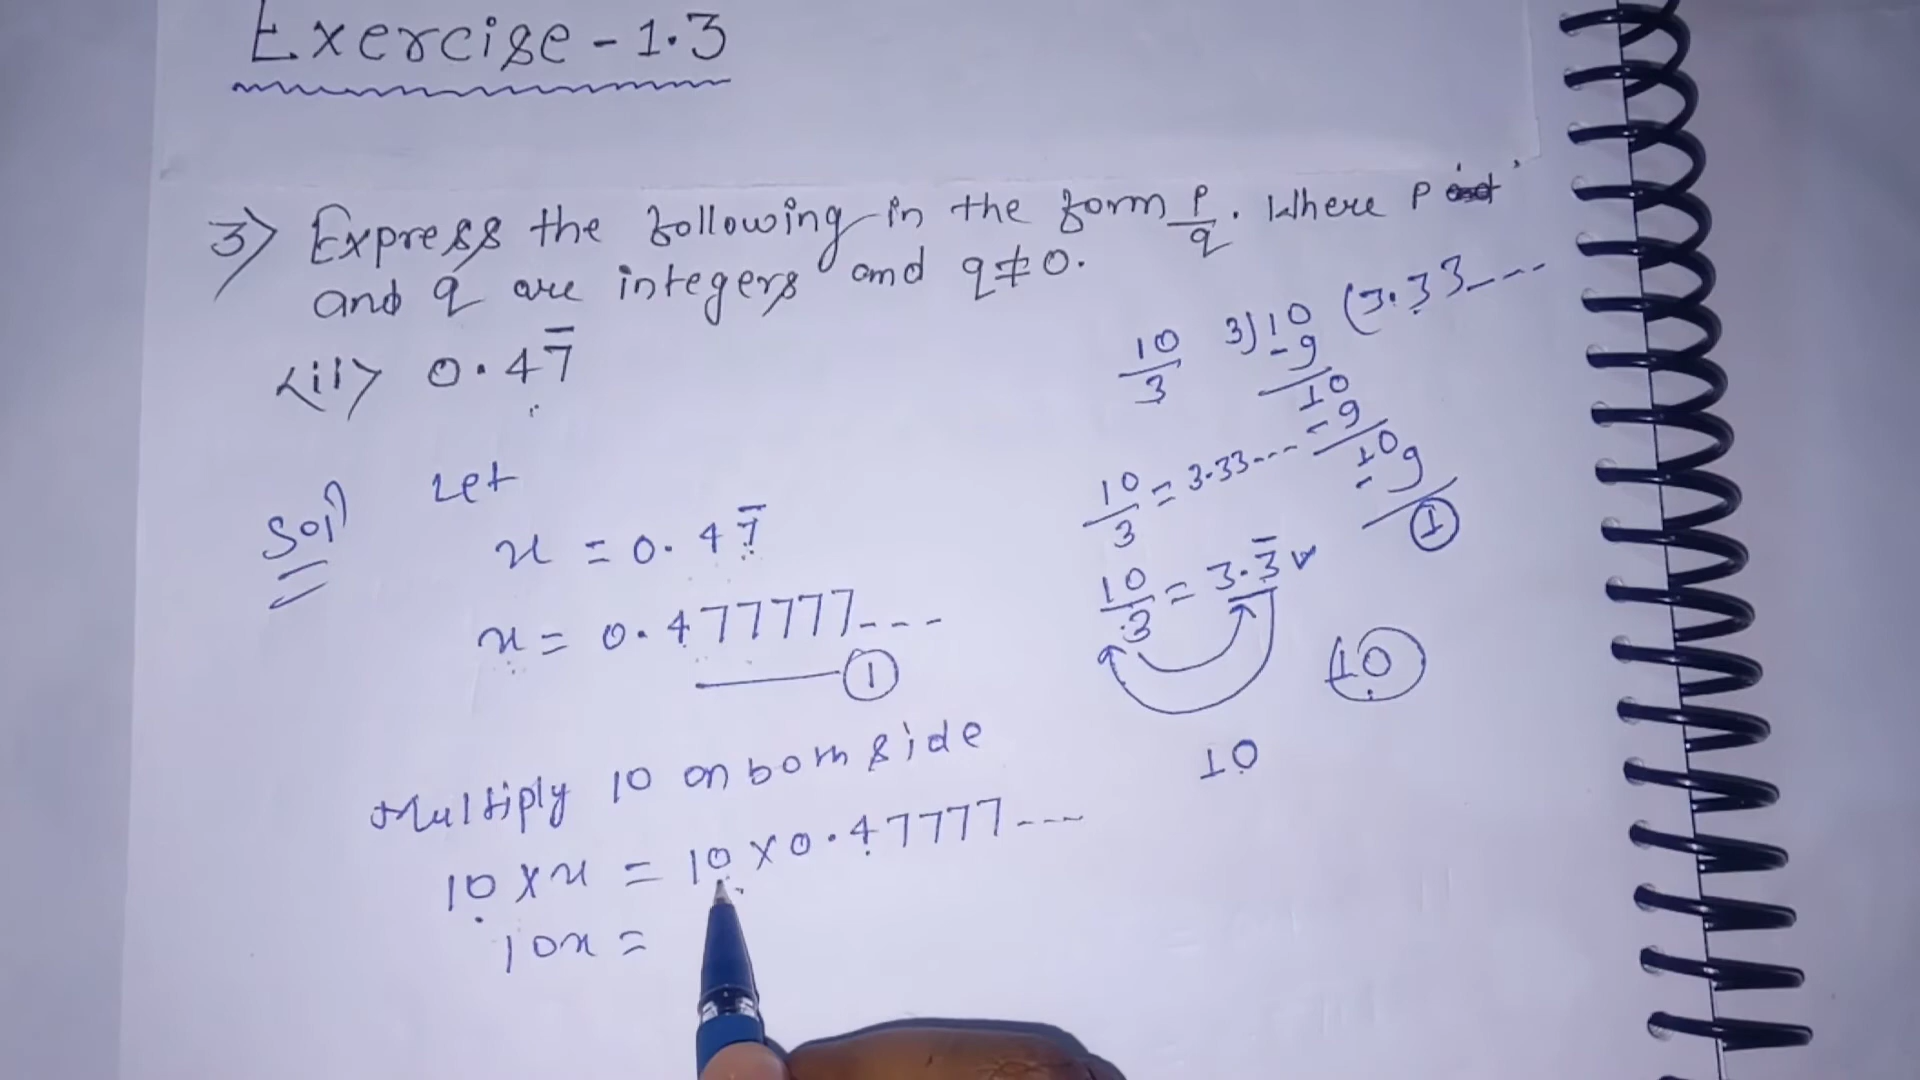 Exercise - 1.3
3) Express the following in the form p/q. Where p
and q are integers and q ≠ 0.
<ii> 0.47̅
Solⁿ Let
x = 0.47̅
x = 0.477777---
①
Multiply 10 on both side
10 × x = 10 × 0.47777---
10x =
10/3 3)10(3.33---
-9
10
-9
10
-9
①
10/3 = 3.33---
10/3 = 3.3̅ ✓
10
10